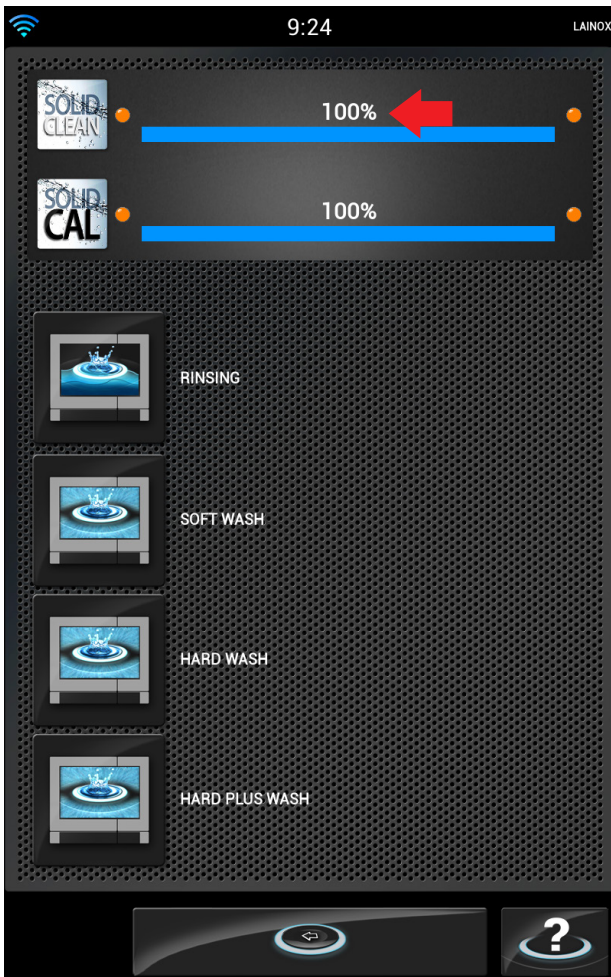 9:24
LAINOX
SOLID
CLEAN
100%
SOLID
CAL
100%
RINSING
SOFT WASH
HARD WASH
HARD PLUS WASH
?